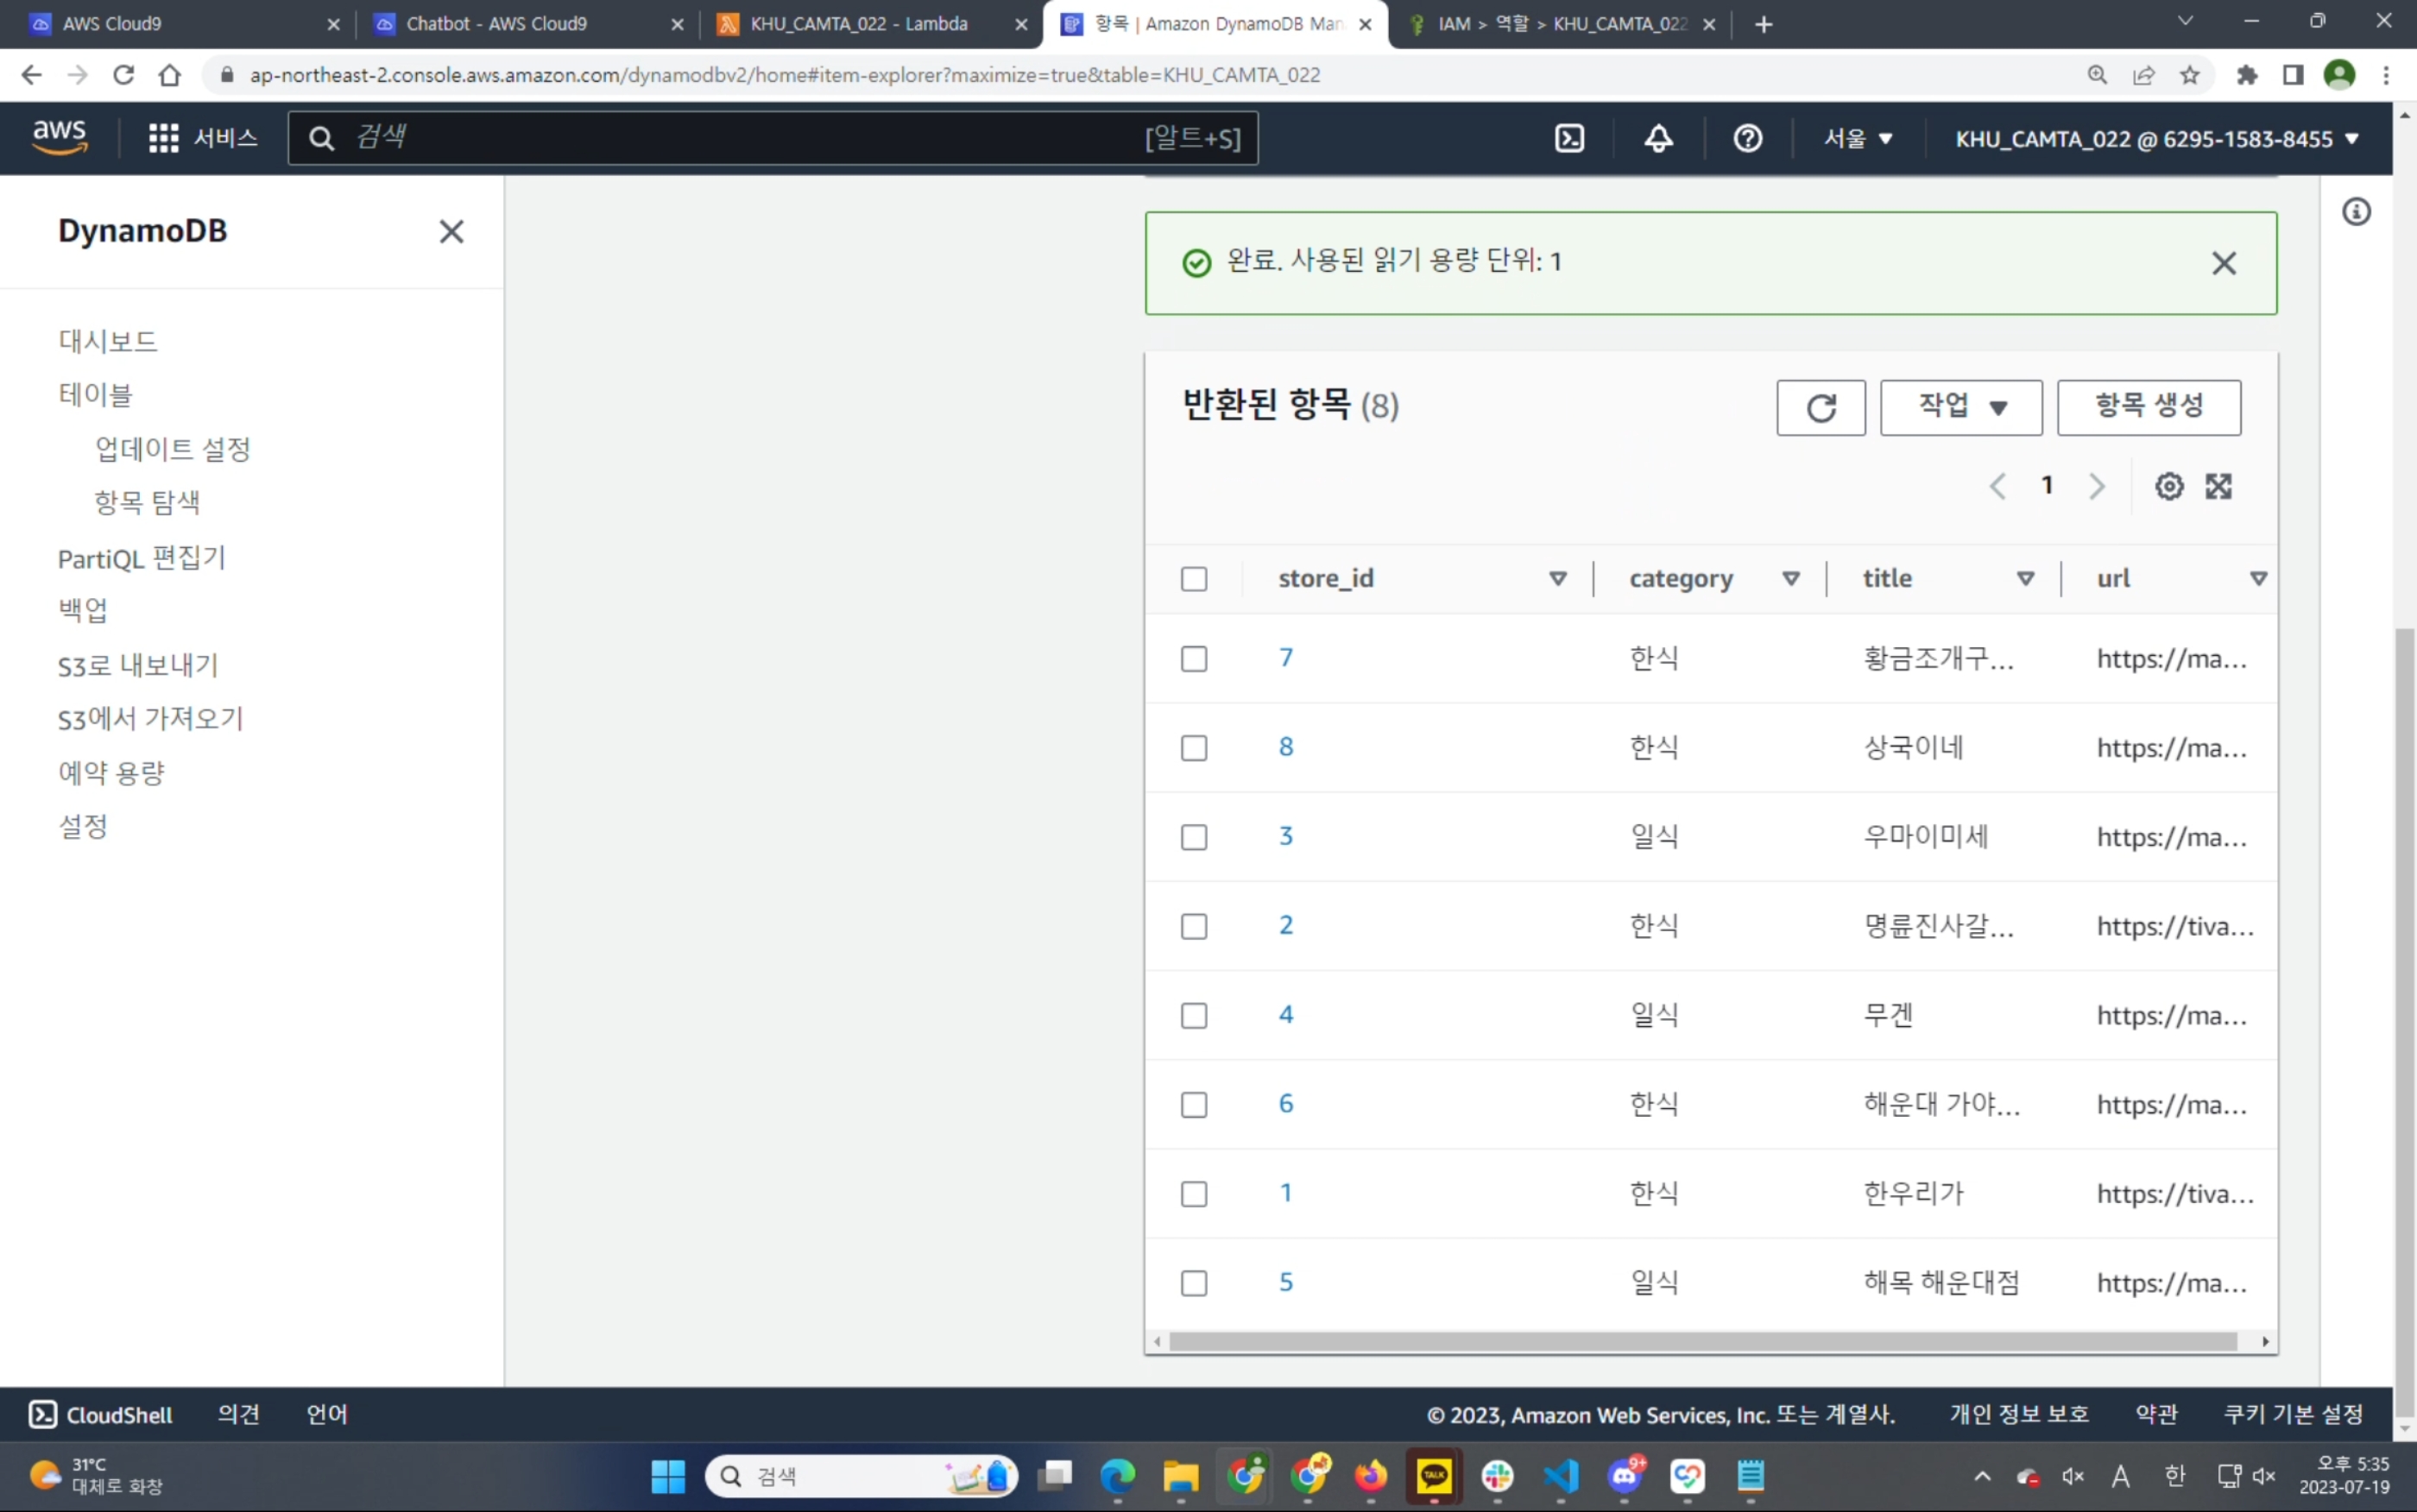 AWS Cloud9
Chatbot - AWS Cloud9
KHU_CAMTA_022 - Lambda
항목 | Amazon DynamoDB Man
IAM > 역할 > KHU_CAMTA_022
ap-northeast-2.console.aws.amazon.com/dynamodbv2/home#item-explorer?maximize=true&table=KHU_CAMTA_022
aws
서비스
검색
[알트+S]
서울
KHU_CAMTA_022 @ 6295-1583-8455
DynamoDB
대시보드
테이블
업데이트 설정
항목 탐색
PartiQL 편집기
백업
S3로 내보내기
S3에서 가져오기
예약 용량
설정
완료. 사용된 읽기 용량 단위: 1
반환된 항목 (8)
작업
항목 생성
1
store_id category title url
7 한식 황금조개구... https://ma...
8 한식 상국이네 https://ma...
3 일식 우마이미세 https://ma...
2 한식 명륜진사갈... https://tiva...
4 일식 무겐 https://ma...
6 한식 해운대 가야... https://ma...
1 한식 한우리가 https://tiva...
5 일식 해목 해운대점 https://ma...
CloudShell
의견
언어
© 2023, Amazon Web Services, Inc. 또는 계열사.
개인 정보 보호
약관
쿠키 기본 설정
31°C
대체로 화창
검색
TALK
9+
A
한
오후 5:35
2023-07-19